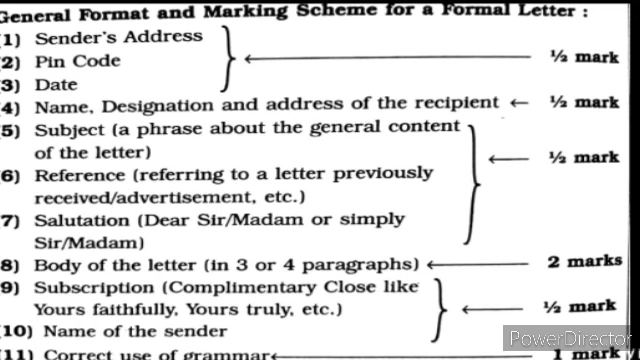 General Format and Marking Scheme for a Formal Letter :
(1) Sender's Address
(2) Pin Code ½ mark
(3) Date
(4) Name, Designation and address of the recipient ← ½ mark
(5) Subject (a phrase about the general content
of the letter) ← ½ mark
(6) Reference (referring to a letter previously
received/advertisement, etc.)
(7) Salutation (Dear Sir/Madam or simply
Sir/Madam)
(8) Body of the letter (in 3 or 4 paragraphs) ← 2 marks
(9) Subscription (Complimentary Close like
Yours faithfully, Yours truly, etc.) ← ½ mark
(10) Name of the sender
(11) Correct use of grammar ← 1 mark
PowerDirector